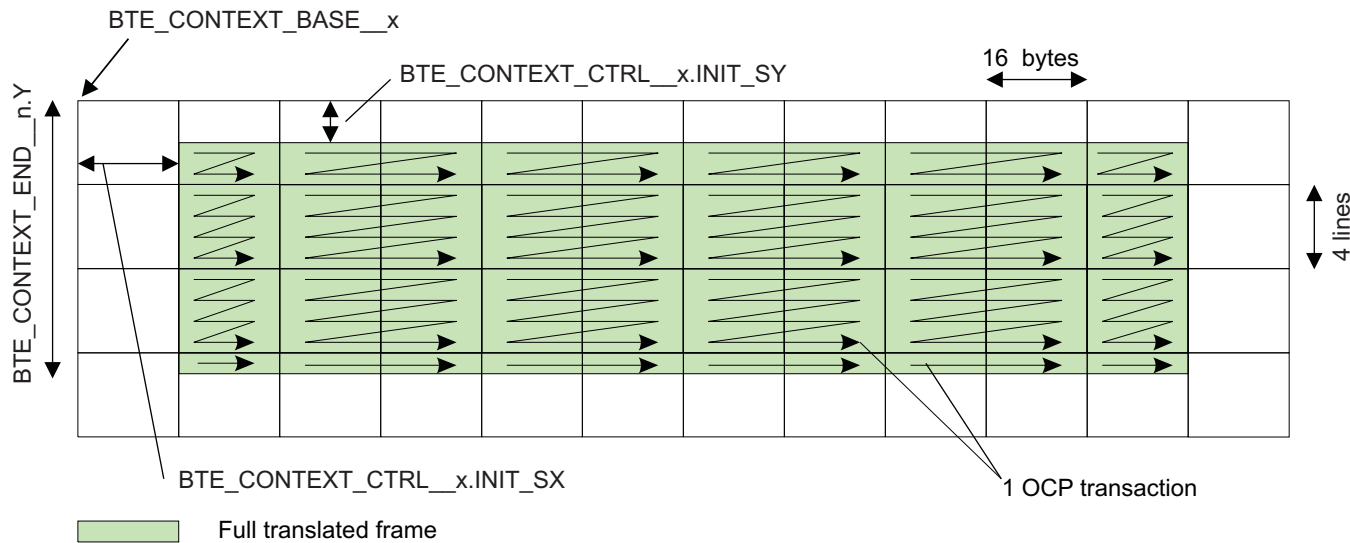 BTE_CONTEXT_BASE__x
16 bytes
BTE_CONTEXT_CTRL__x.INIT_SY
BTE_CONTEXT_END__n.Y
4 lines
BTE_CONTEXT_CTRL__x.INIT_SX
1 OCP transaction
Full translated frame